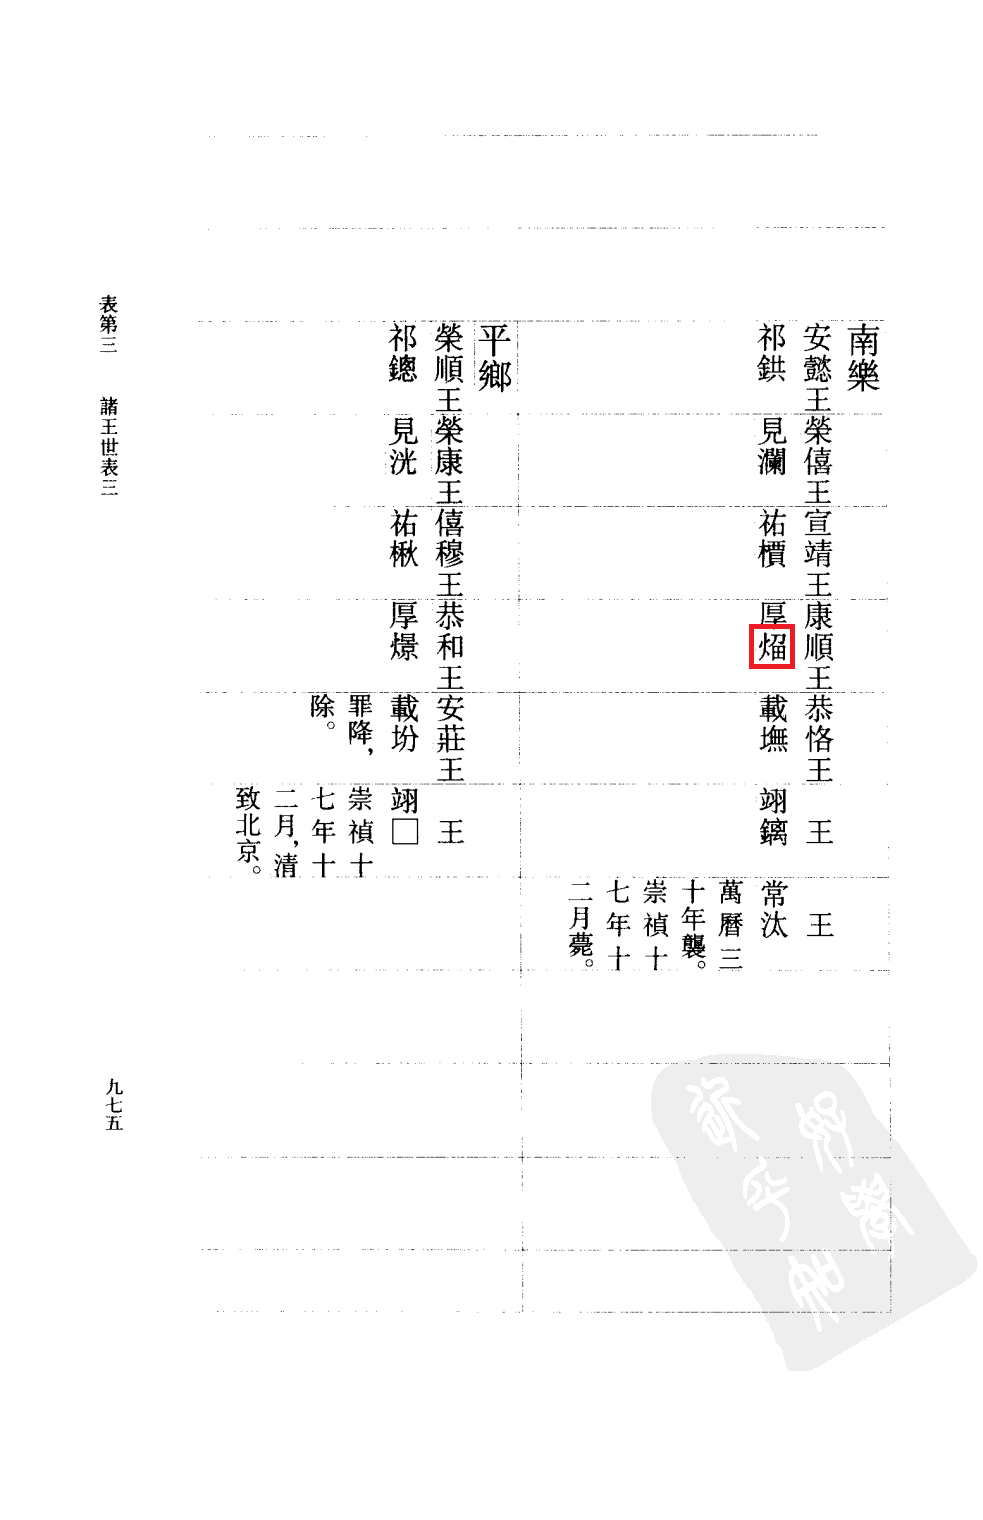 南樂
安懿王
祁鉷
榮僖王
見瀾
宣靖王
祐檟
康順王
厚
恭恪王
載墲
王
翊
王
常汰
萬曆三
十年襲。
崇禎十
七年十
二月薨。
平鄉
榮順王
祁鏓
榮康王
見洸
僖穆王
祐楸
恭和王
厚燝
安莊王
載坋
罪降，
除。
王
翊□
崇禎十
七年十
二月，清
致北京。
表第三　諸王世表三
九七五